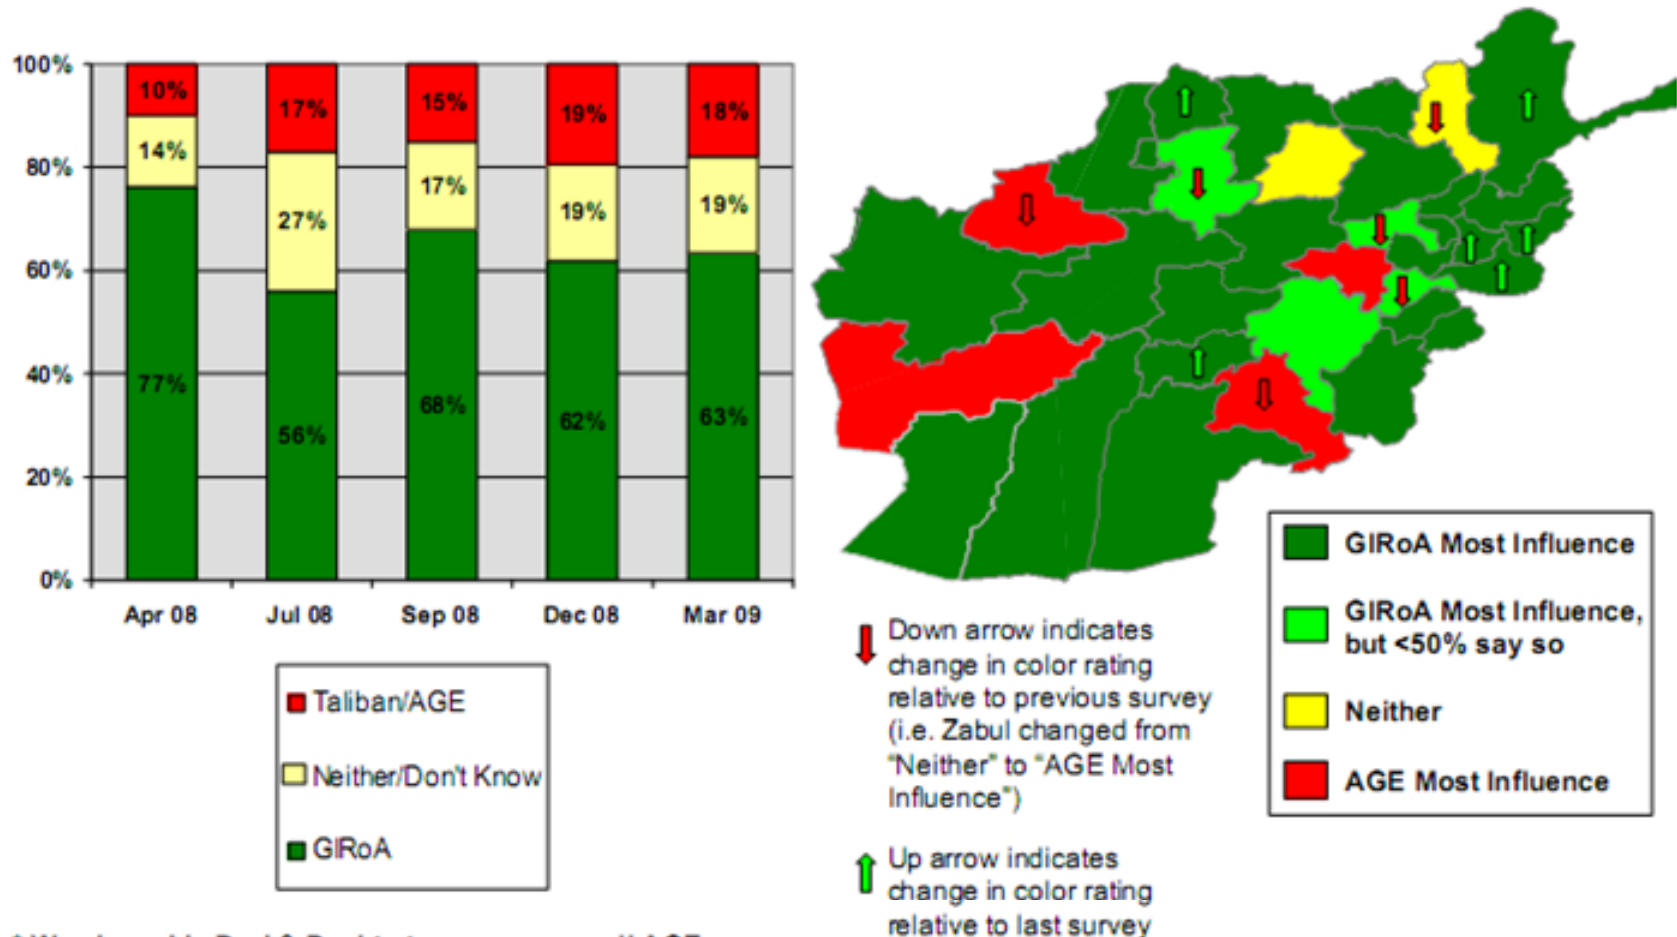 100%
80%
60%
40%
20%
0%
10%
14%
77%
17%
27%
56%
15%
17%
68%
19%
19%
62%
18%
19%
63%
Apr 08
Jul 08
Sep 08
Dec 08
Mar 09
Taliban/AGE
Neither/Don't Know
GIRoA
Down arrow indicates
change in color rating
relative to previous survey
(i.e. Zabul changed from
“Neither” to “AGE Most
Influence”)
Up arrow indicates
change in color rating
relative to last survey
GIRoA Most Influence
GIRoA Most Influence,
but <50% say so
Neither
AGE Most Influence